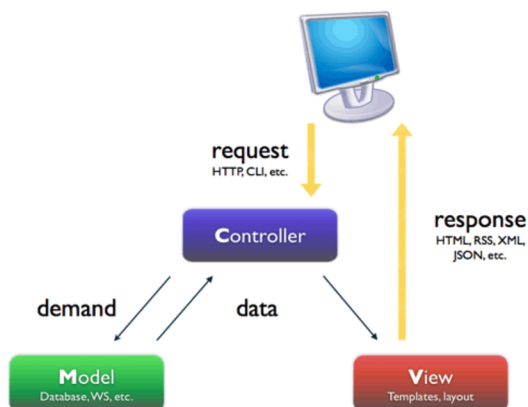 request
HTTP, CLI, etc.
Controller
response
HTML, RSS, XML,
JSON, etc.
demand
data
Model
Database, WS, etc.
View
Templates, layout